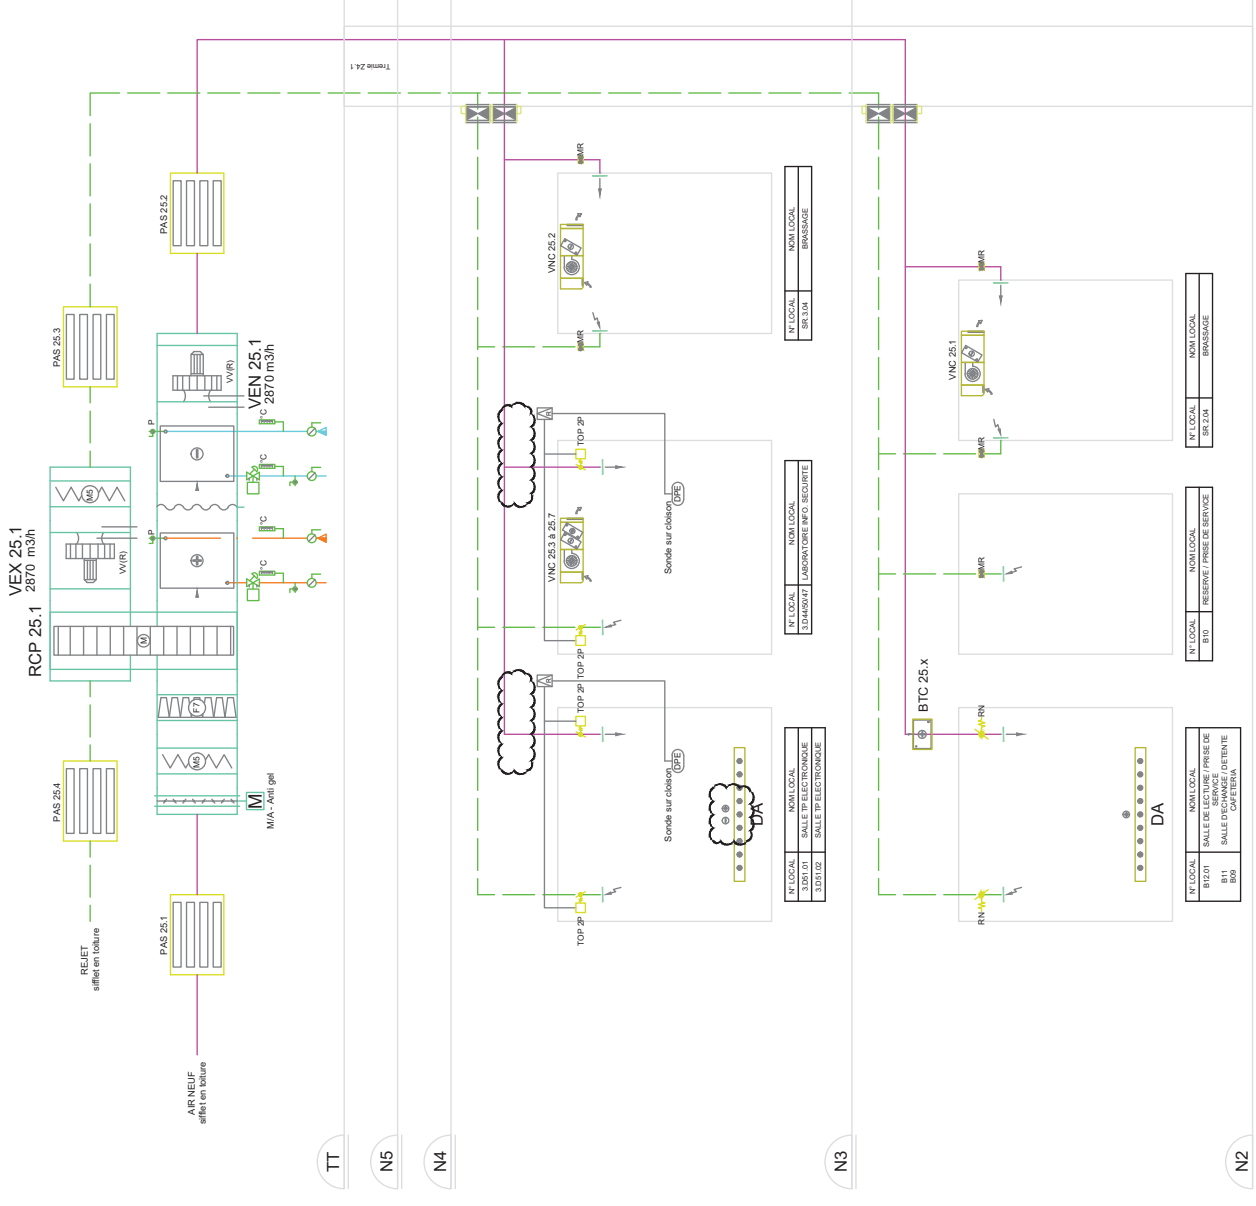 Tremie Z4.1
PAS 25.2
PAS 25.3
VV(R)
VEN 25.1
2870 m3/h
°C
P
M5
°C
VEX 25.1
2870 m3/h
P
°C
VV(R)
RCP 25.1
M
°C
F7
PAS 25.4
M5
M
M/A - Anti gel
PAS 25.1
REJET
sifflet en toiture
AIR NEUF
sifflet en toiture
TT
N5
N4
N3
N2
MR
VNC 25.2
MR
N° LOCAL
NOM LOCAL
SR.3.04
BRASSAGE
TOP 2P
DPE
Sonde sur cloison
VNC 25.3 à 25.7
TOP 2P
N° LOCAL
NOM LOCAL
3.D44/50/47
LABORATOIRE INFO. SECURITE
TOP 2P
DPE
Sonde sur cloison
DA
TOP 2P
N° LOCAL
NOM LOCAL
3.D51.01
SALLE TP ELECTRONIQUE
3.D51.02
SALLE TP ELECTRONIQUE
MR
VNC 25.1
MR
N° LOCAL
NOM LOCAL
SR.2.04
BRASSAGE
MR
N° LOCAL
NOM LOCAL
B10
RESERVE / PRISE DE SERVICE
BTC 25.x
RN
DA
RN
N° LOCAL
NOM LOCAL
B12.01
SALLE DE LECTURE / PRISE DE
SERVICE
B11
SALLE D'ECHANGE / DETENTE
B09
CAFETERIA